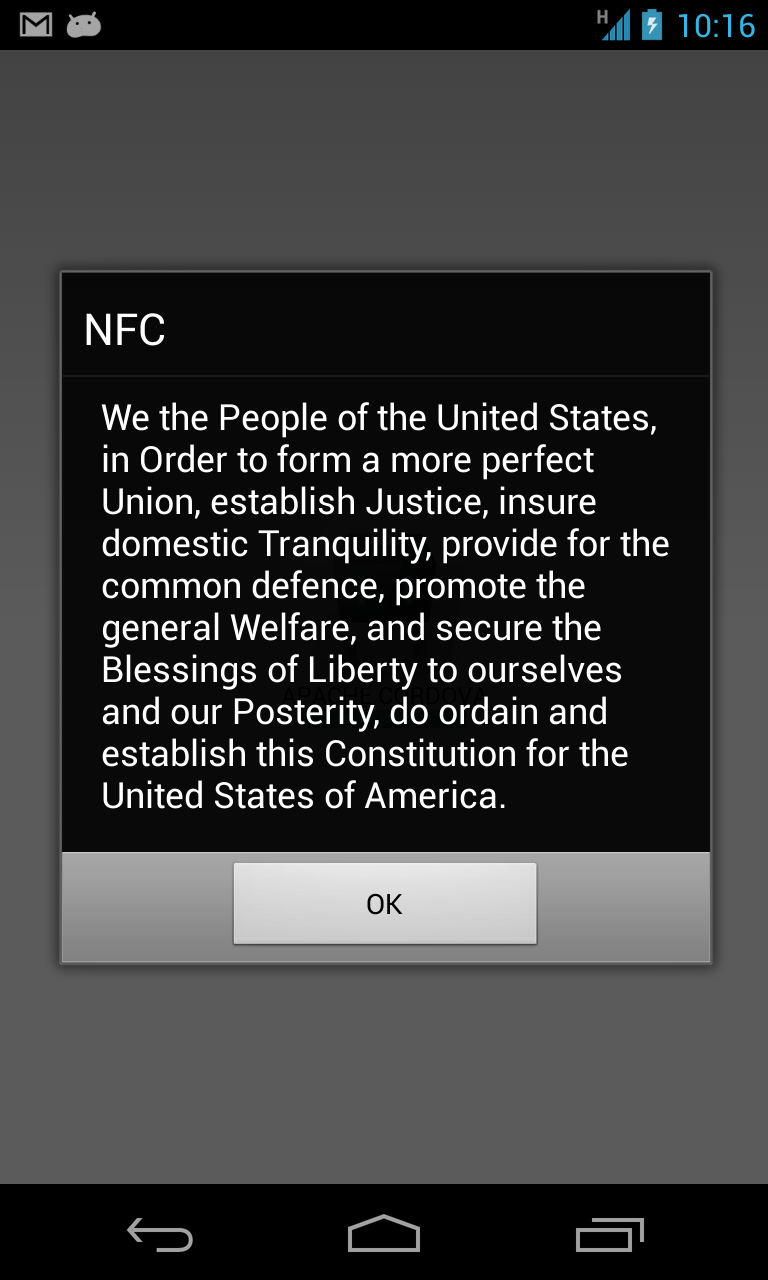 H 10:16
NFC
We the People of the United States,
in Order to form a more perfect
Union, establish Justice, insure
domestic Tranquility, provide for the
common defence, promote the
general Welfare, and secure the
Blessings of Liberty to ourselves
APACHE CORDOVA
and our Posterity, do ordain and
establish this Constitution for the
United States of America.
OK